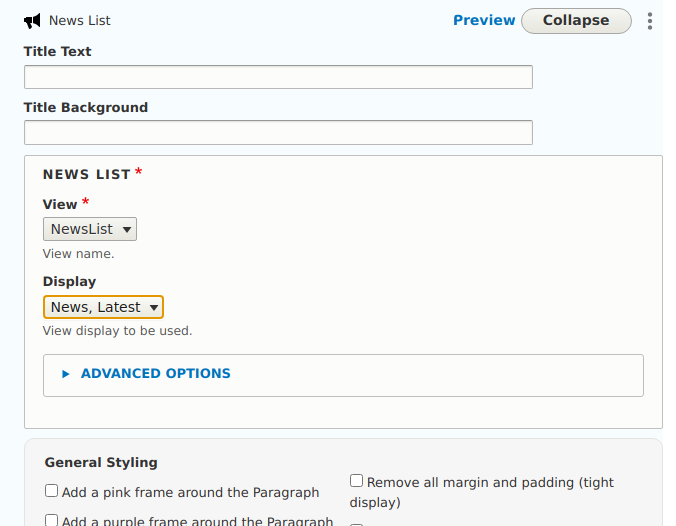 News List
Preview
Collapse
Title Text
Title Background
NEWS LIST *
View *
NewsList
View name.
Display
News, Latest
View display to be used.
ADVANCED OPTIONS
General Styling
Add a pink frame around the Paragraph
Add a purple frame around the Paragraph
Remove all margin and padding (tight
display)